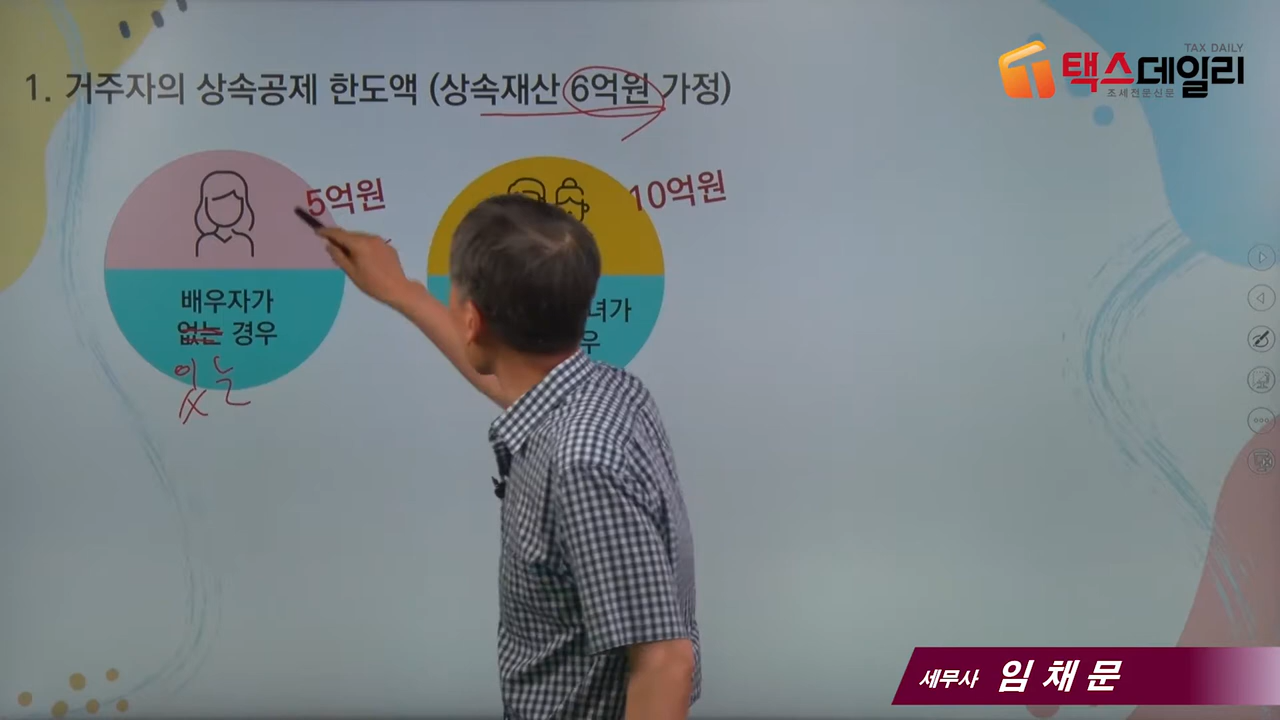 TAX DAILY
택스데일리
조세전문신문
1. 거주자의 상속공제 한도액 (상속재산 6억원 가정)
5억원
10억원
배우자가
없는 경우
있는
녀가
우
세무사 임채문